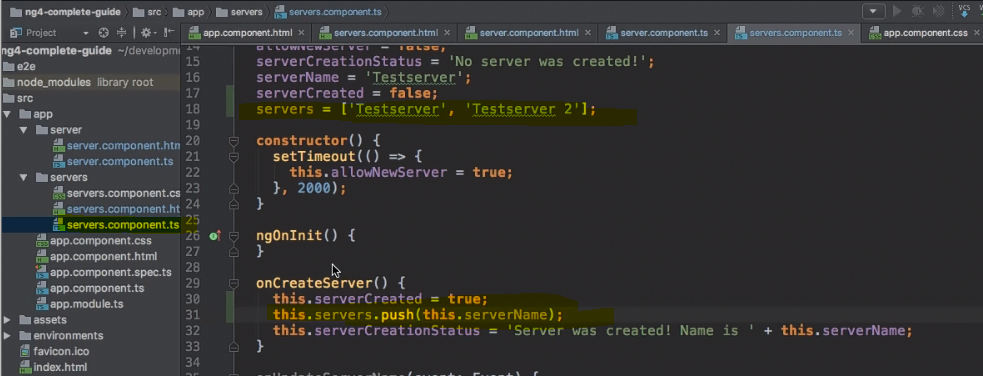 ng4-complete-guide src app servers servers.component.ts
Project
app.component.html servers.component.html server.component.html server.component.ts servers.component.ts app.component.css
VCS
ng4-complete-guide ~/developm
e2e
node_modules library root
src
app
server
server.component.htm
server.component.ts
servers
servers.component.cs
servers.component.ht
servers.component.ts
app.component.css
app.component.html
app.component.spec.ts
app.component.ts
app.module.ts
assets
environments
favicon.ico
index.html
14 allowNewServer = false;
15 serverCreationStatus = 'No server was created!';
16 serverName = 'Testserver';
17 serverCreated = false;
18 servers = ['Testserver', 'Testserver 2'];
19
20 constructor() {
21 setTimeout(() => {
22 this.allowNewServer = true;
23 }, 2000);
24 }
25
26 ngOnInit() {
27 }
28
29 onCreateServer() {
30 this.serverCreated = true;
31 this.servers.push(this.serverName);
32 this.serverCreationStatus = 'Server was created! Name is ' + this.serverName;
33 }
34
onUpdateServerName(event: Event) {